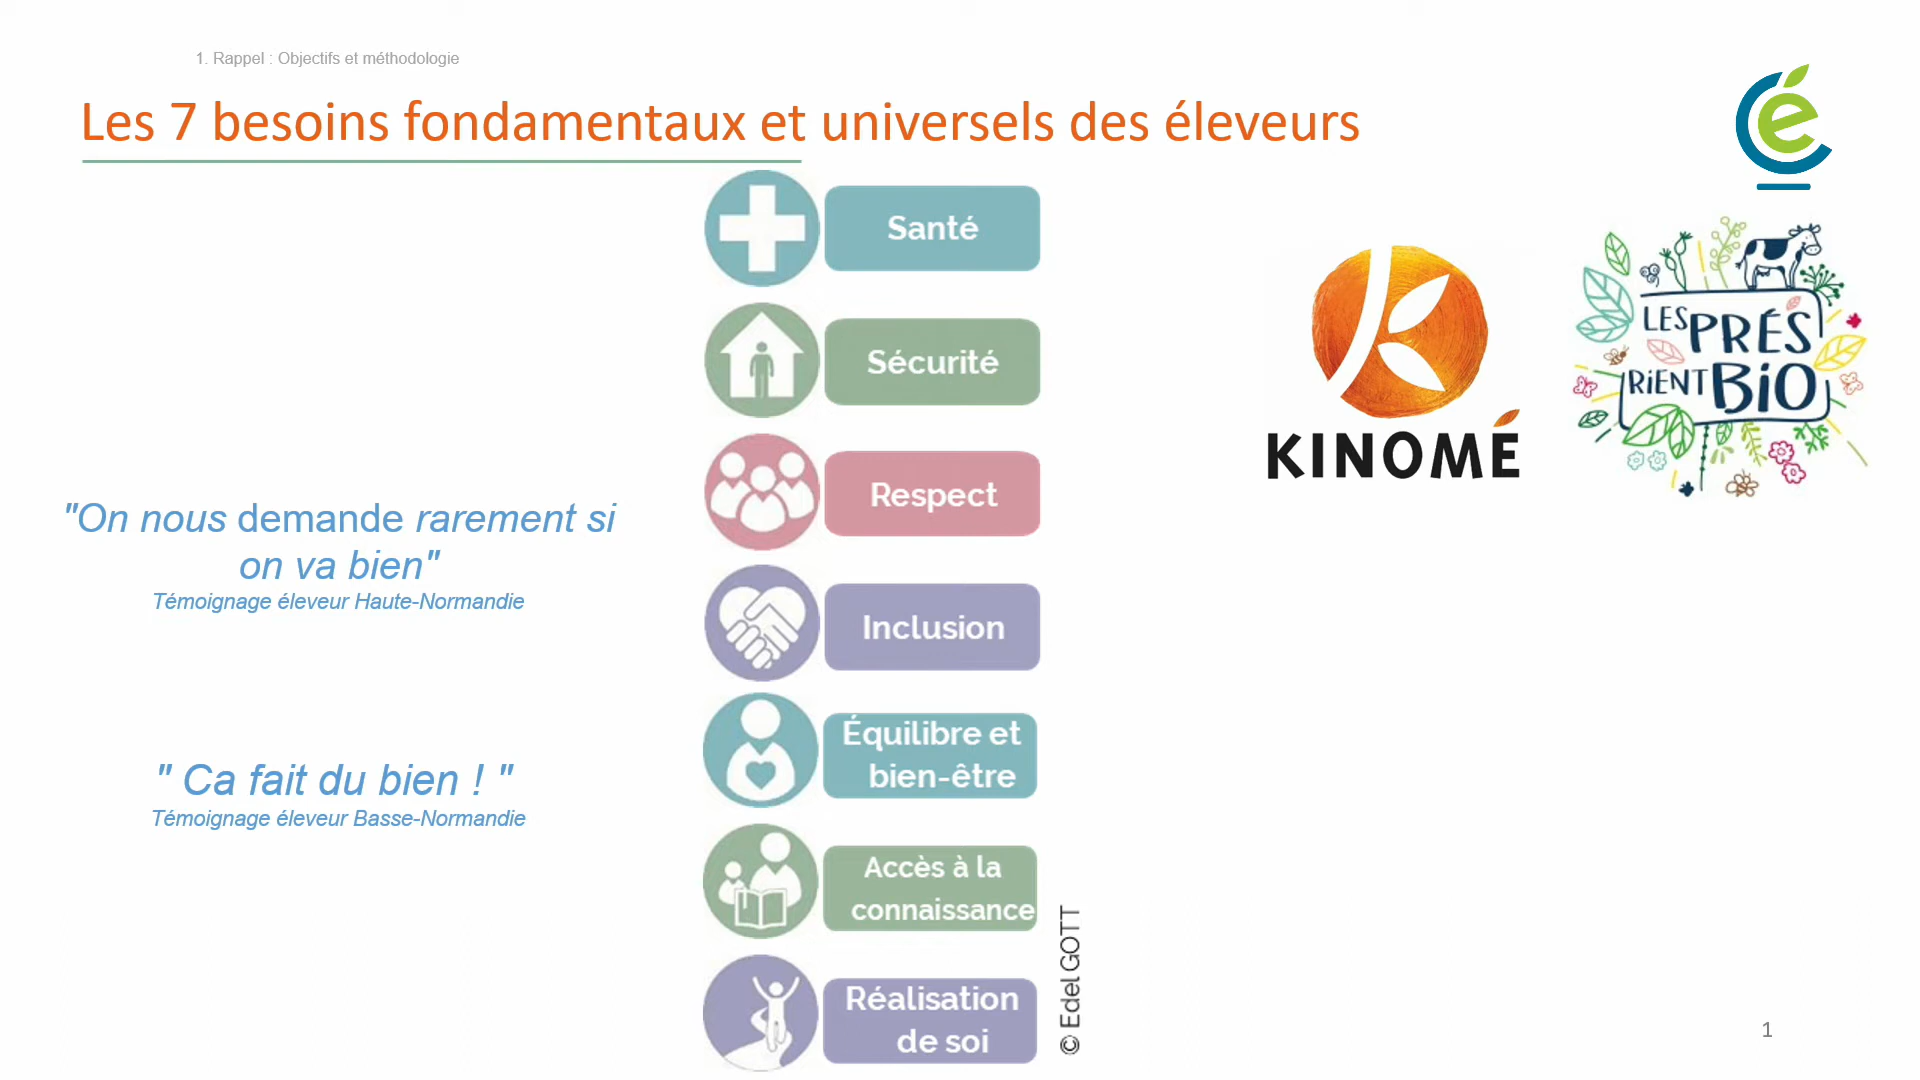 1. Rappel : Objectifs et méthodologie
Les 7 besoins fondamentaux et universels des éleveurs
Santé
Sécurité
Respect
Inclusion
Équilibre et
bien-être
Accès à la
connaissance
Réalisation
de soi
© Edel GOTT
"On nous demande rarement si
on va bien"
Témoignage éleveur Haute-Normandie
" Ca fait du bien ! "
Témoignage éleveur Basse-Normandie
KINOMÉ
LES PRÉS
RIENT BIO
1